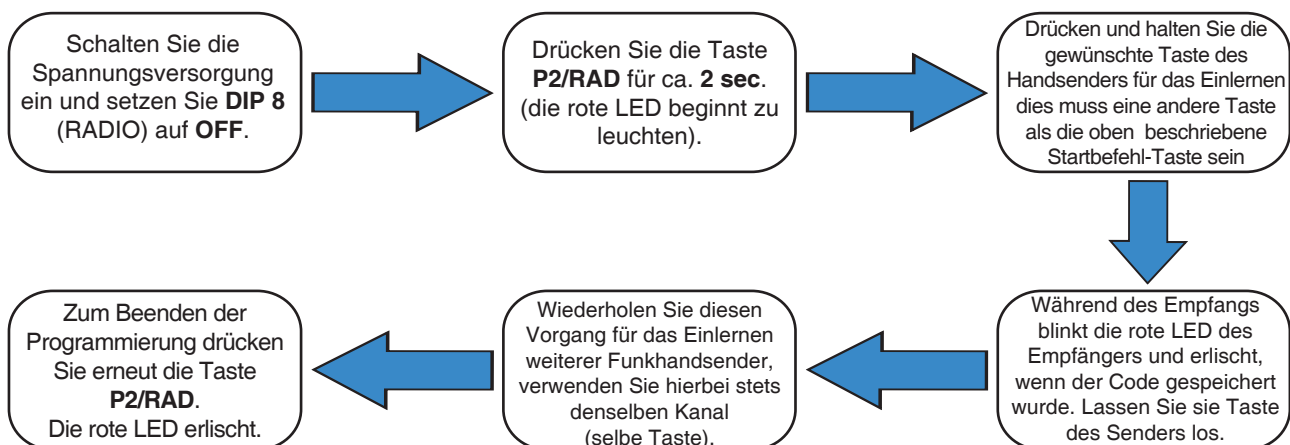 Schalten Sie die
Spannungsversorgung
ein und setzen Sie DIP 8
(RADIO) auf OFF.
Drücken Sie die Taste
P2/RAD für ca. 2 sec.
(die rote LED beginnt zu
leuchten).
Drücken und halten Sie die
gewünschte Taste des
Handsenders für das Einlernen
dies muss eine andere Taste
als die oben beschriebene
Startbefehl-Taste sein
Während des Empfangs
blinkt die rote LED des
Empfängers und erlischt,
wenn der Code gespeichert
wurde. Lassen Sie sie Taste
des Senders los.
Wiederholen Sie diesen
Vorgang für das Einlernen
weiterer Funkhandsender,
verwenden Sie hierbei stets
denselben Kanal
(selbe Taste).
Zum Beenden der
Programmierung drücken
Sie erneut die Taste
P2/RAD.
Die rote LED erlischt.